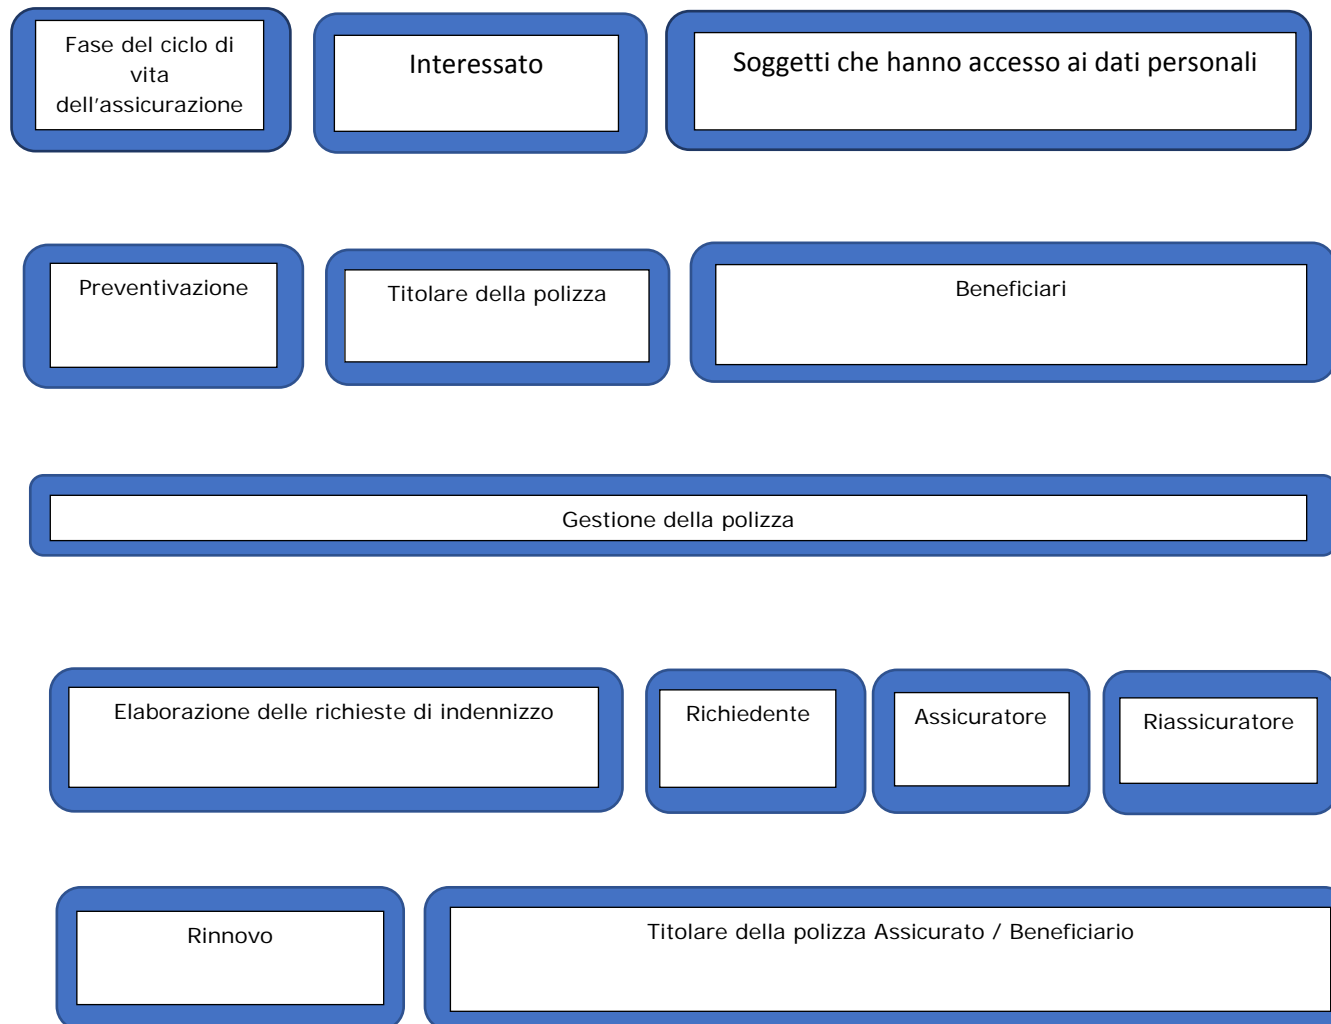 Fase del ciclo di
vita
dell’assicurazione
Interessato
Soggetti che hanno accesso ai dati personali
Preventivazione
Titolare della polizza
Beneficiari
Gestione della polizza
Elaborazione delle richieste di indennizzo
Richiedente
Assicuratore
Riassicuratore
Rinnovo
Titolare della polizza Assicurato / Beneficiario